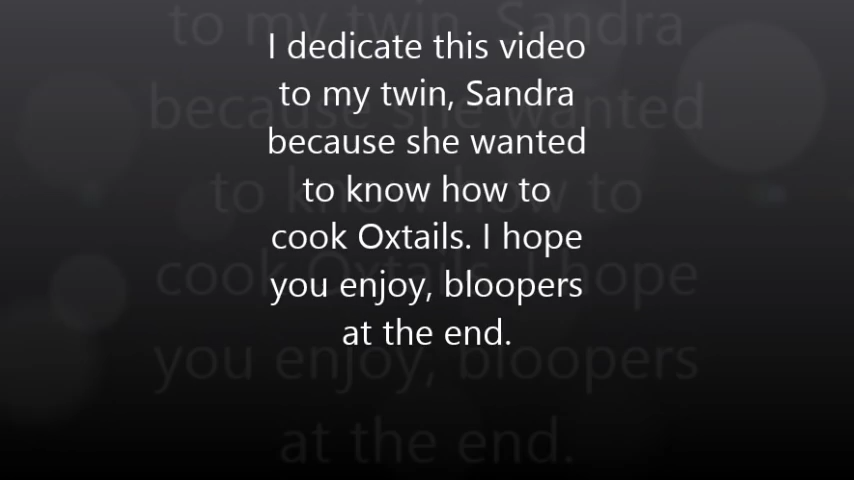 I dedicate this video
to my twin, Sandra
because she wanted
to know how to
cook Oxtails. I hope
you enjoy, bloopers
at the end.